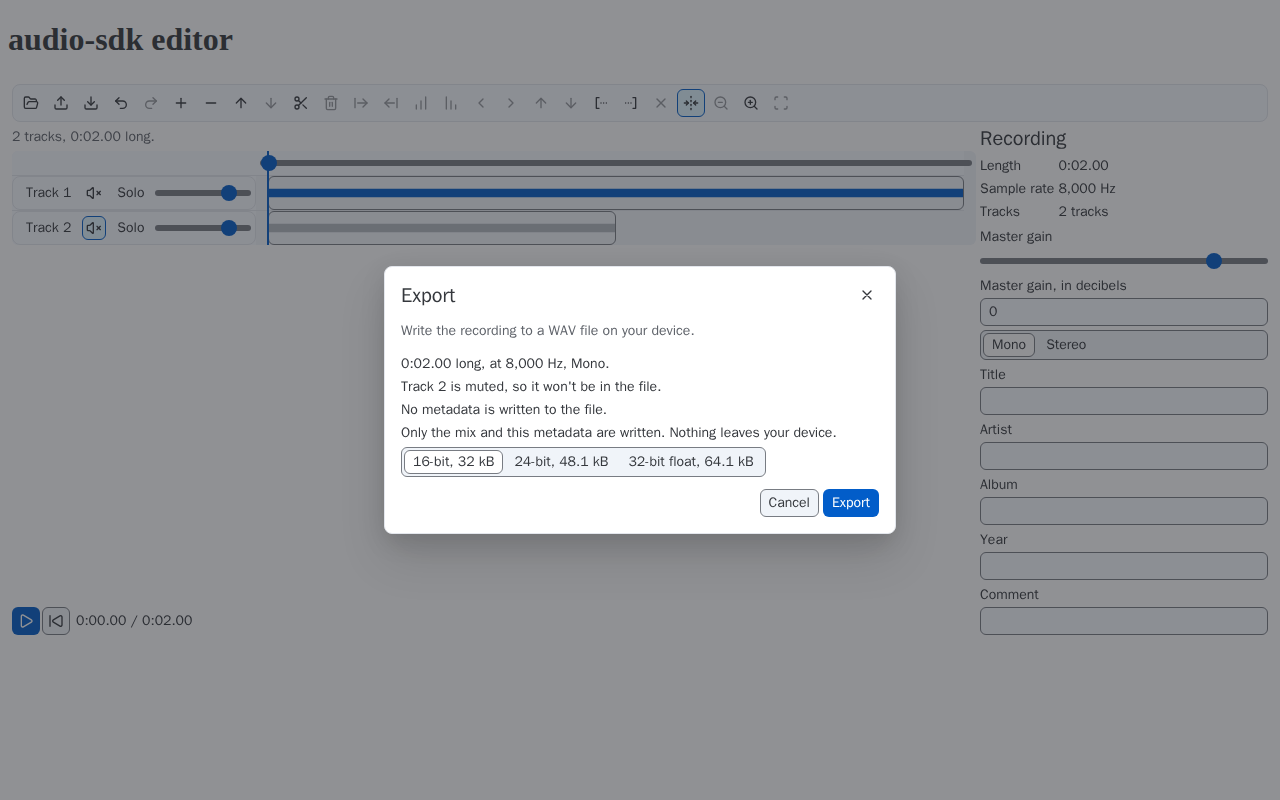 audio-sdk editor
2 tracks, 0:02.00 long.
Track 1 Solo
Track 2 Solo
Recording
Length 0:02.00
Sample rate 8,000 Hz
Tracks 2 tracks
Master gain
Master gain, in decibels
0
Mono Stereo
Title
Artist
Album
Year
Comment
Export
Write the recording to a WAV file on your device.
0:02.00 long, at 8,000 Hz, Mono.
Track 2 is muted, so it won't be in the file.
No metadata is written to the file.
Only the mix and this metadata are written. Nothing leaves your device.
16-bit, 32 kB 24-bit, 48.1 kB 32-bit float, 64.1 kB
Cancel Export
0:00.00 / 0:02.00